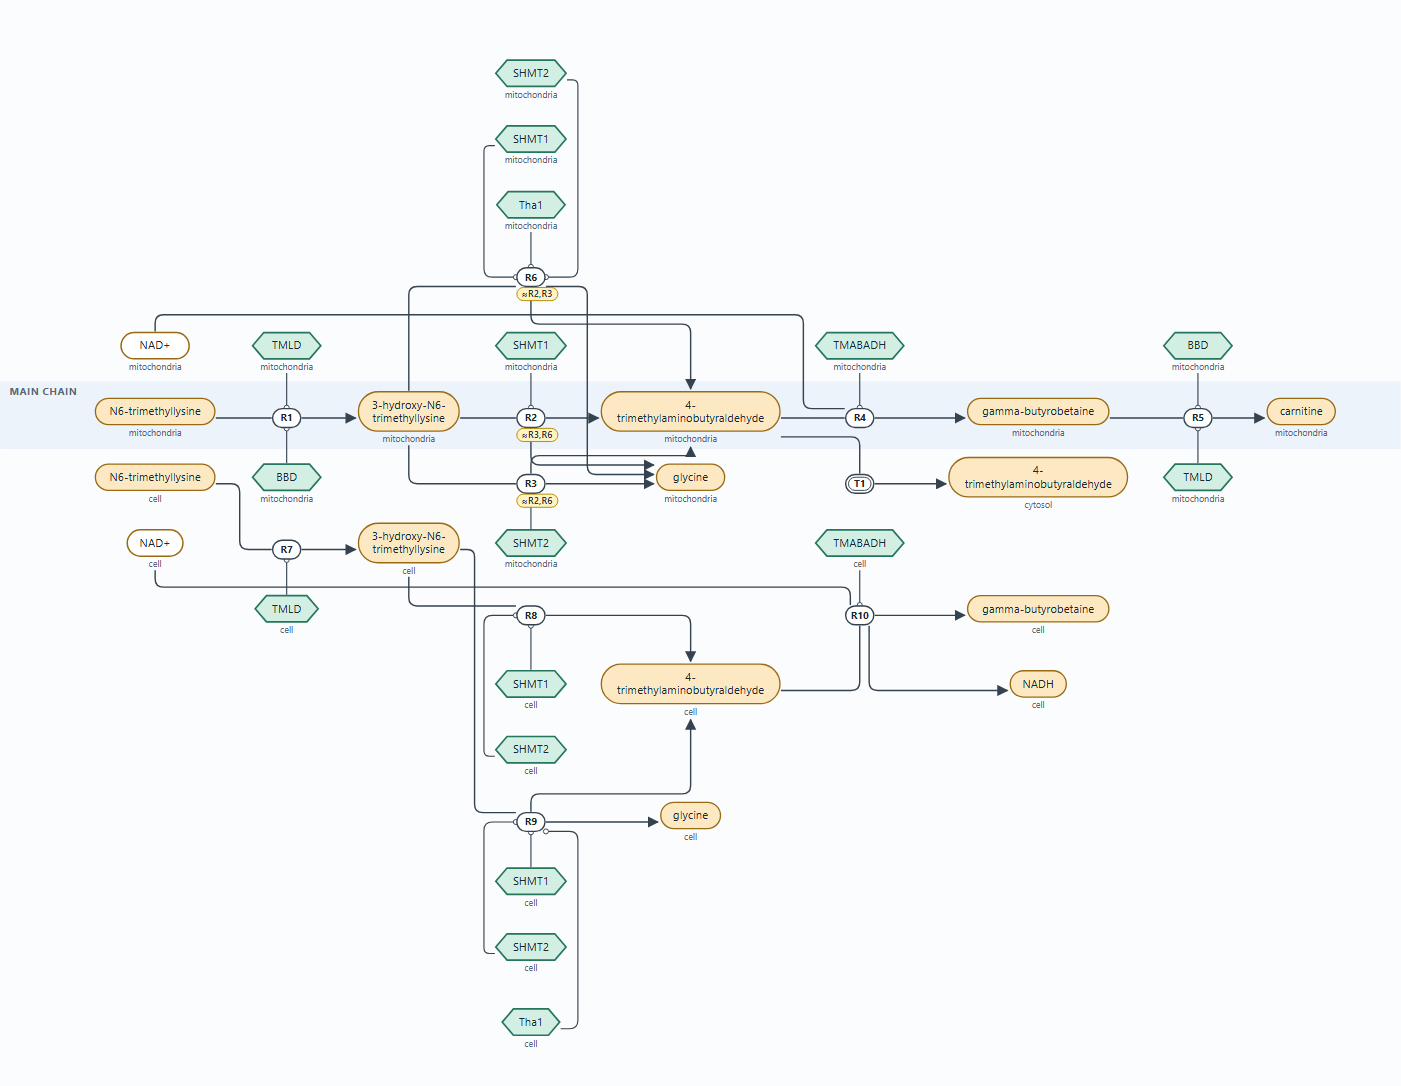 SHMT2
mitochondria
SHMT1
mitochondria
Tha1
mitochondria
R6
≈R2,R3
NAD+
mitochondria
TMLD
mitochondria
SHMT1
mitochondria
TMABADH
mitochondria
BBD
mitochondria
MAIN CHAIN
N6-trimethyllysine
mitochondria
R1
3-hydroxy-N6-
trimethyllysine
mitochondria
R2
≈R3,R6
4-
trimethylaminobutyraldehyde
mitochondria
R4
gamma-butyrobetaine
mitochondria
R5
carnitine
mitochondria
N6-trimethyllysine
cell
BBD
mitochondria
R3
≈R2,R6
glycine
mitochondria
T1
4-
trimethylaminobutyraldehyde
cytosol
TMLD
mitochondria
NAD+
cell
R7
3-hydroxy-N6-
trimethyllysine
cell
SHMT2
mitochondria
TMABADH
cell
TMLD
cell
R8
R10
gamma-butyrobetaine
cell
SHMT1
cell
4-
trimethylaminobutyraldehyde
cell
NADH
cell
SHMT2
cell
R9
glycine
cell
SHMT1
cell
SHMT2
cell
Tha1
cell